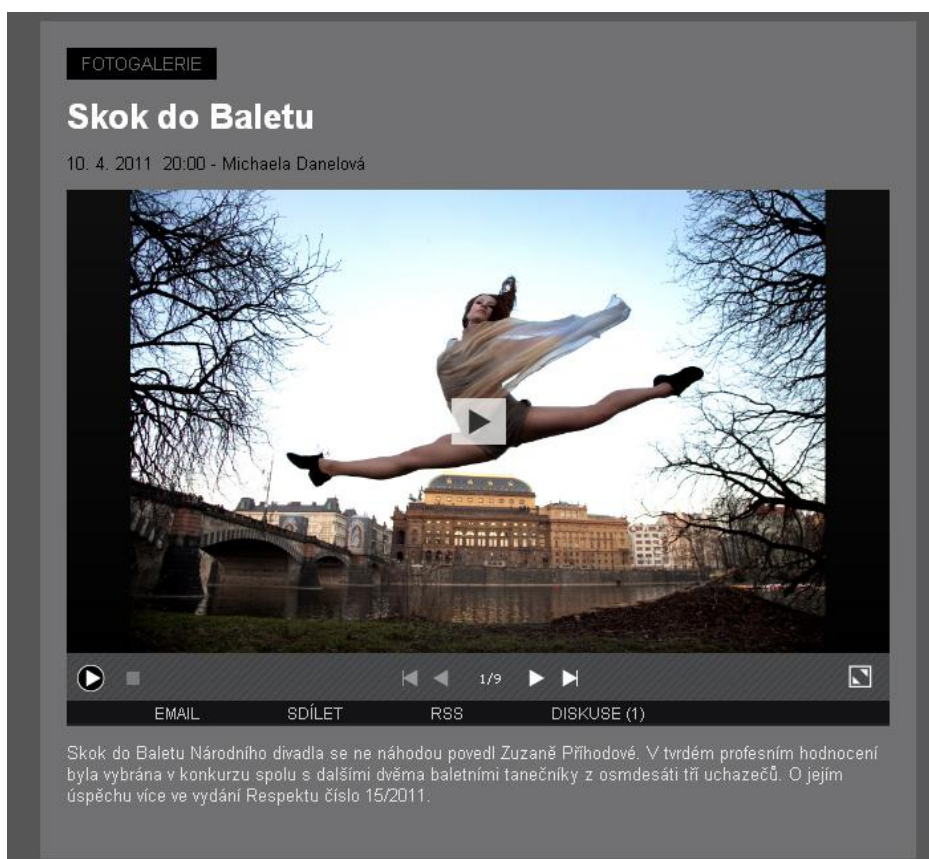 FOTOGALERIE
Skok do Baletu
10. 4. 2011 20:00 - Michaela Danelová
1/9
EMAIL SDÍLET RSS DISKUSE (1)
Skok do Baletu Národního divadla se ne náhodou povedl Zuzaně Příhodové. V tvrdém profesním hodnocení
byla vybrána v konkurzu spolu s dalšími dvěma baletními tanečníky z osmdesáti tří uchazečů. O jejím
úspěchu více ve vydání Respektu číslo 15/2011.